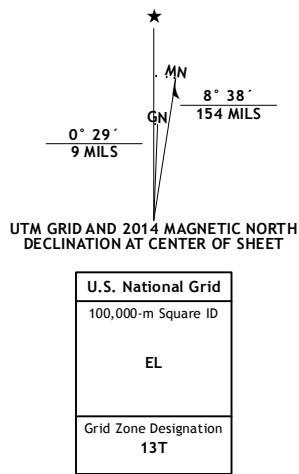 ★
MN
8° 38´
154 MILS
GN
0° 29´
9 MILS
UTM GRID AND 2014 MAGNETIC NORTH
DECLINATION AT CENTER OF SHEET
U.S. National Grid
100,000-m Square ID
EL
Grid Zone Designation
13T